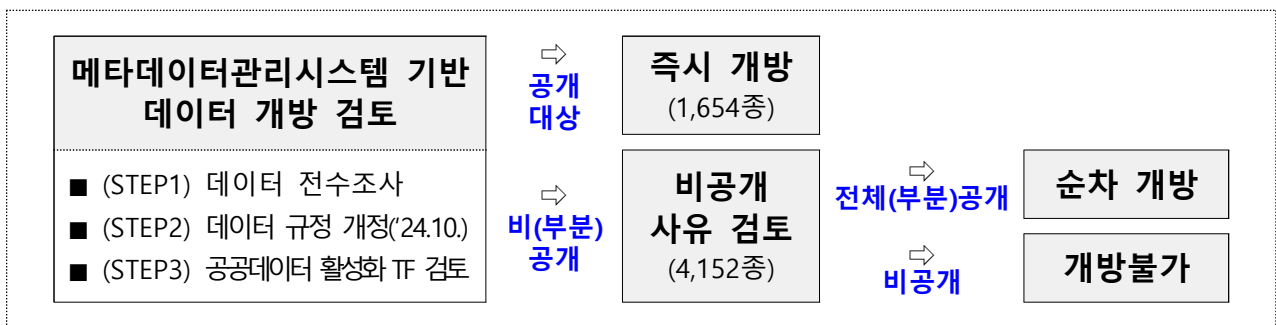 메타데이터관리시스템 기반
데이터 개방 검토
■ (STEP1) 데이터 전수조사
■ (STEP2) 데이터 규정 개정('24.10.)
■ (STEP3) 공공데이터 활성화 TF 검토
⇨
공개
대상
즉시 개방
(1,654종)
⇨
비(부분)
공개
비공개
사유 검토
(4,152종)
⇨
전체(부분)공개
순차 개방
⇨
비공개
개방불가